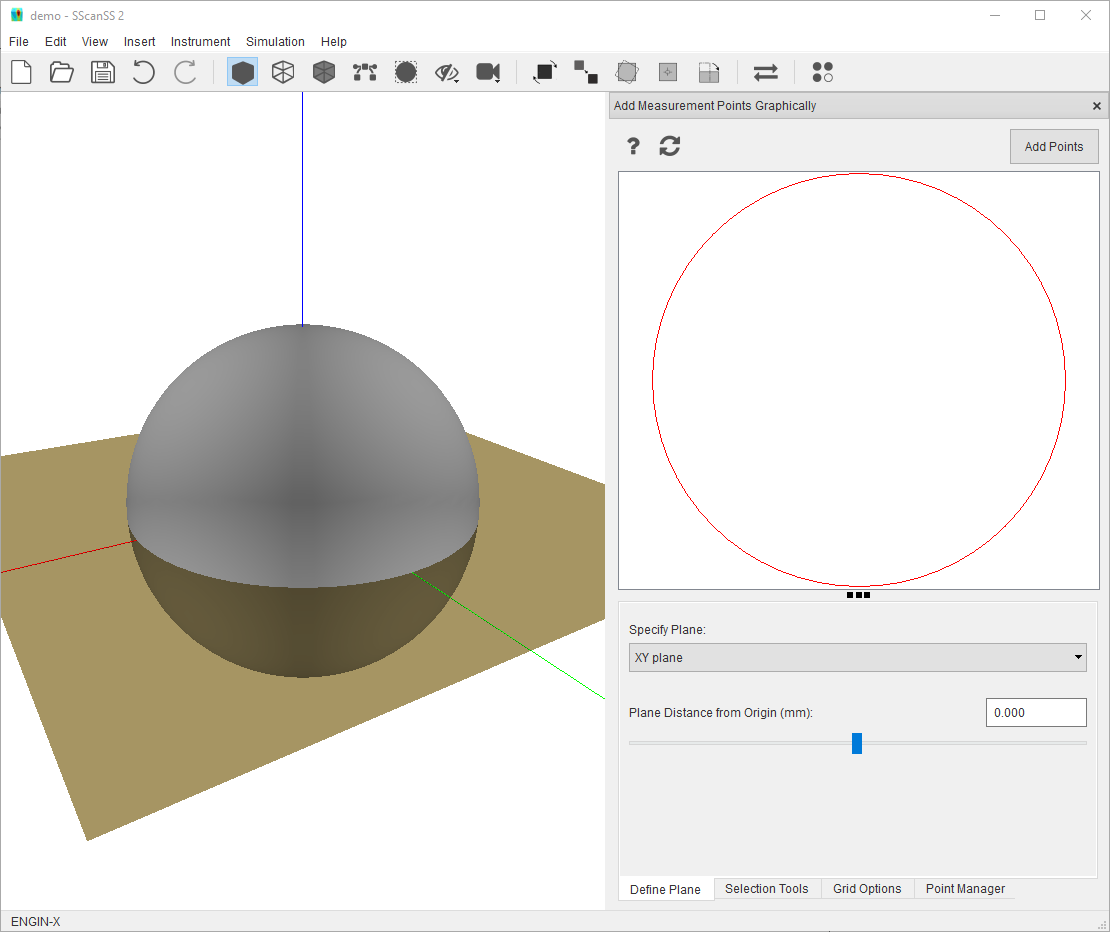 demo - SScanSS 2
File Edit View Insert Instrument Simulation Help
Add Measurement Points Graphically
Add Points
Specify Plane:
XY plane
Plane Distance from Origin (mm):
0.000
Define Plane Selection Tools Grid Options Point Manager
ENGIN-X